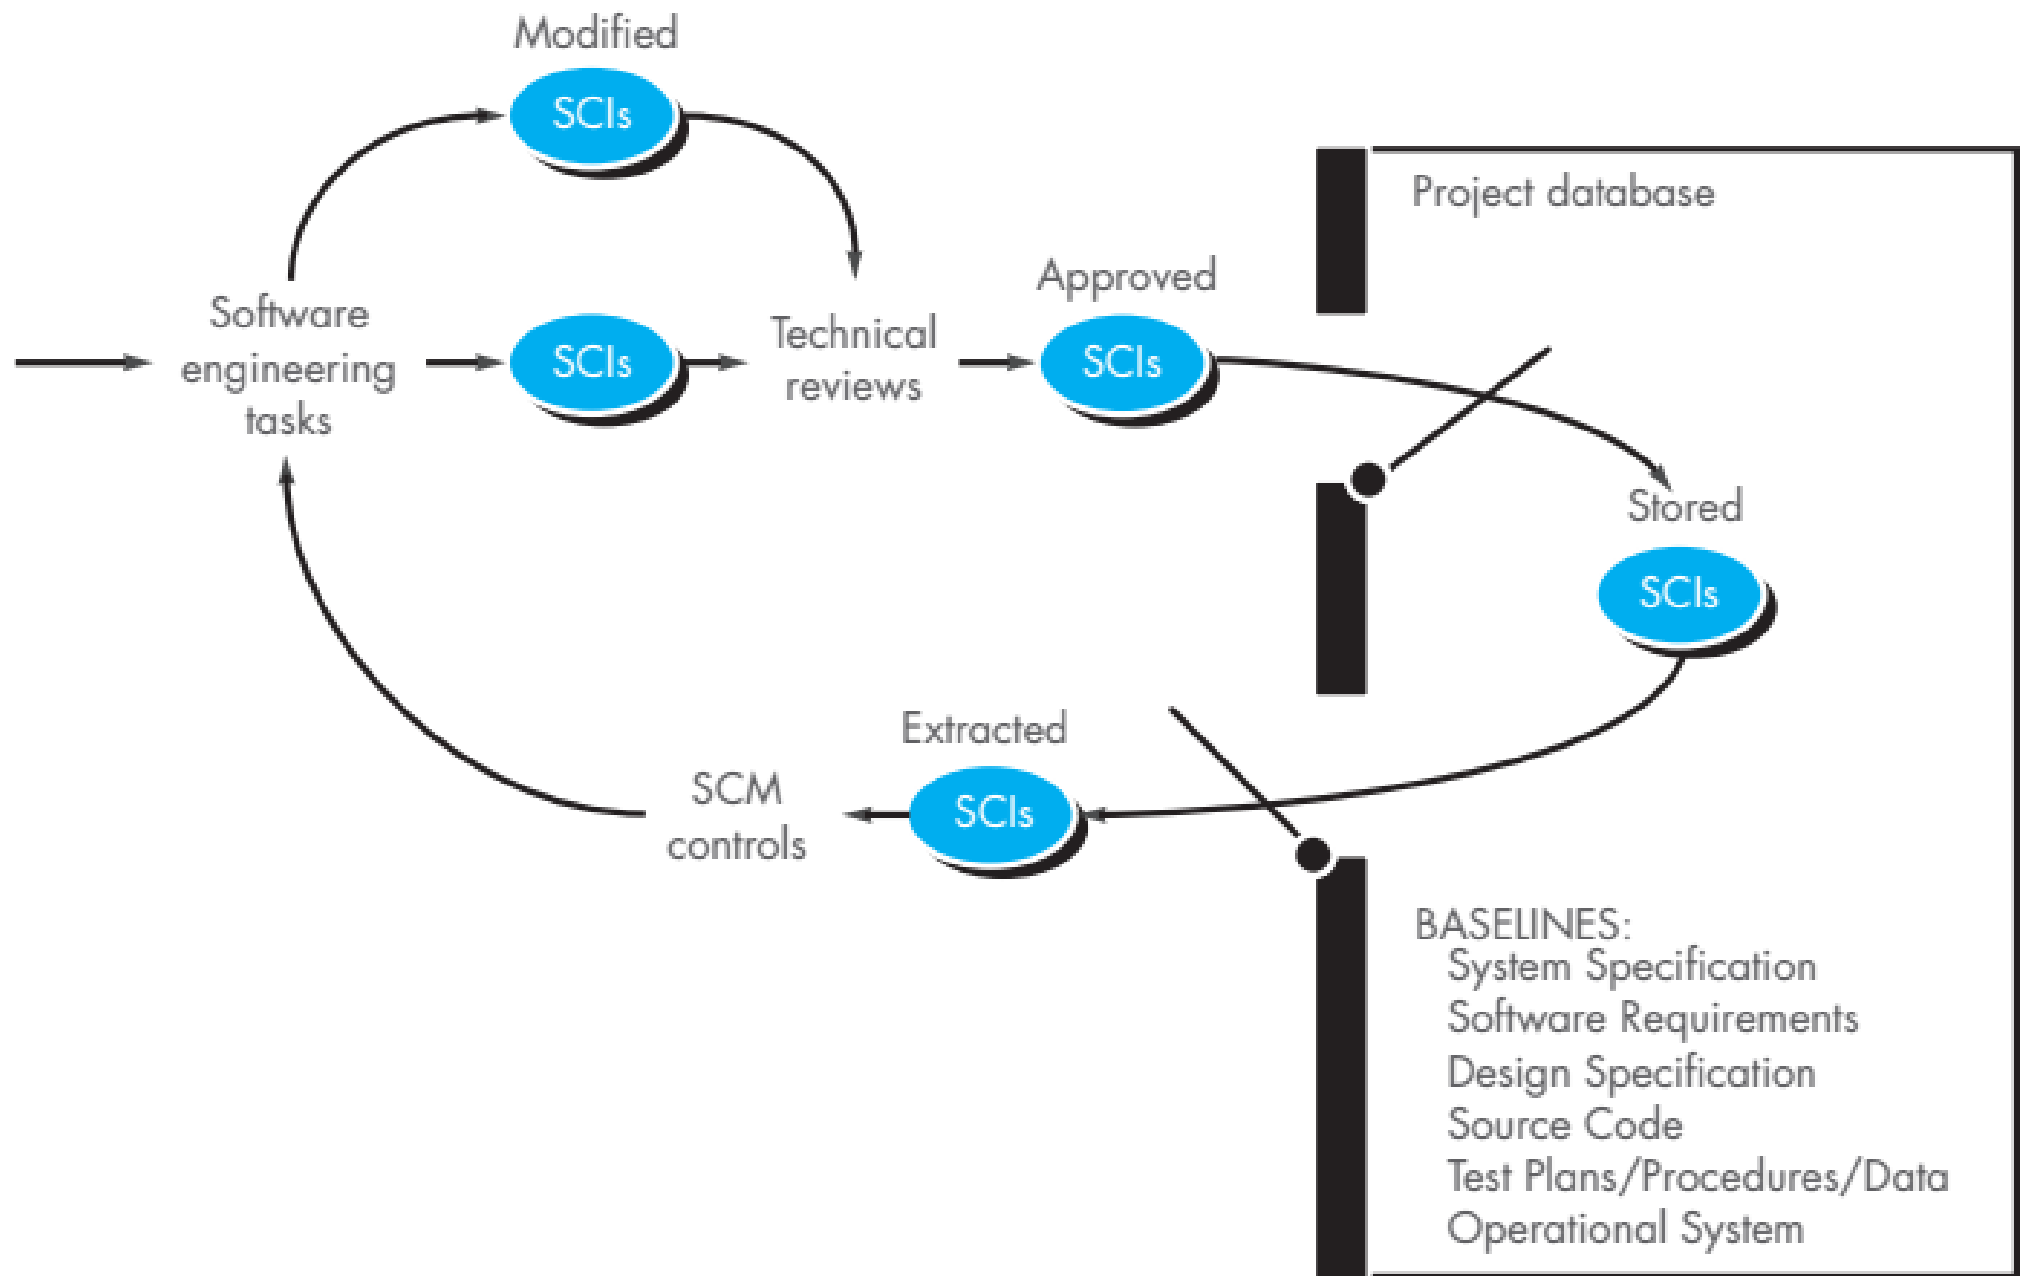 Modified
SCIs
Project database
Software
engineering
tasks
SCIs
Technical
reviews
Approved
SCIs
Stored
SCIs
Extracted
SCIs
SCM
controls
BASELINES:
System Specification
Software Requirements
Design Specification
Source Code
Test Plans/Procedures/Data
Operational System